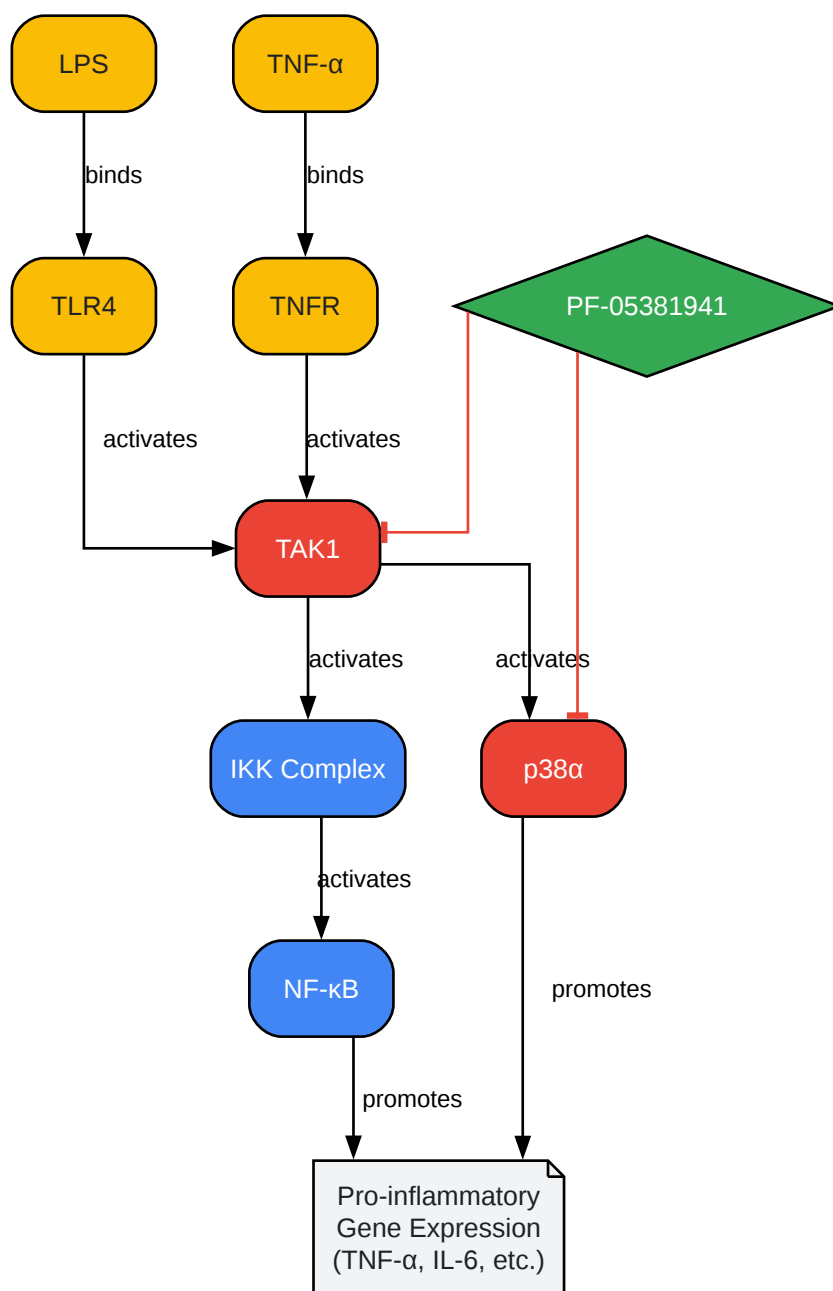 LPS
TNF-α
binds
binds
TLR4
TNFR
PF-05381941
activates
activates
TAK1
activates
activates
IKK Complex
p38α
activates
NF-κB
promotes
promotes
Pro-inflammatory
Gene Expression
(TNF-α, IL-6, etc.)